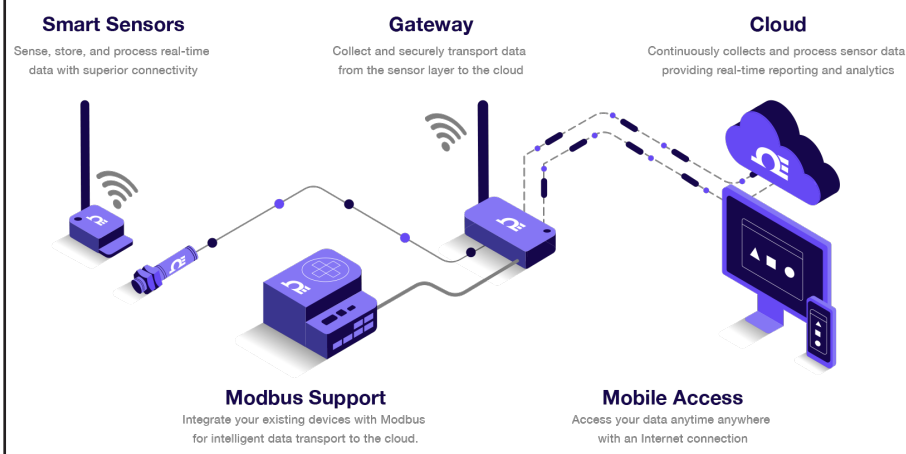 Smart Sensors
Sense, store, and process real-time
data with superior connectivity
Gateway
Collect and securely transport data
from the sensor layer to the cloud
Cloud
Continuously collects and process sensor data
providing real-time reporting and analytics
Modbus Support
Integrate your existing devices with Modbus
for intelligent data transport to the cloud.
Mobile Access
Access your data anytime anywhere
with an Internet connection